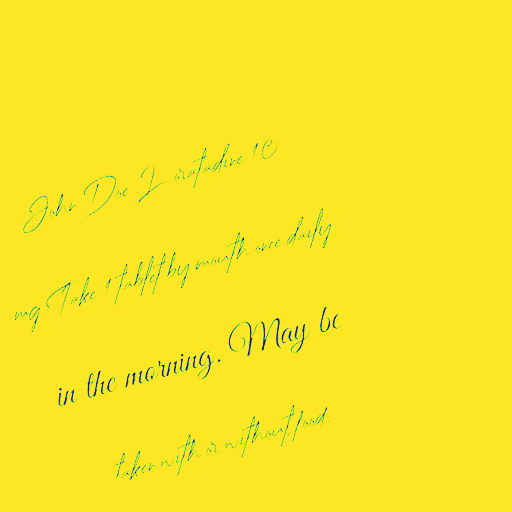 John Doe Loratadine 10
mg Take 1 tablet by mouth once daily
in the morning. May be
taken with or without food.